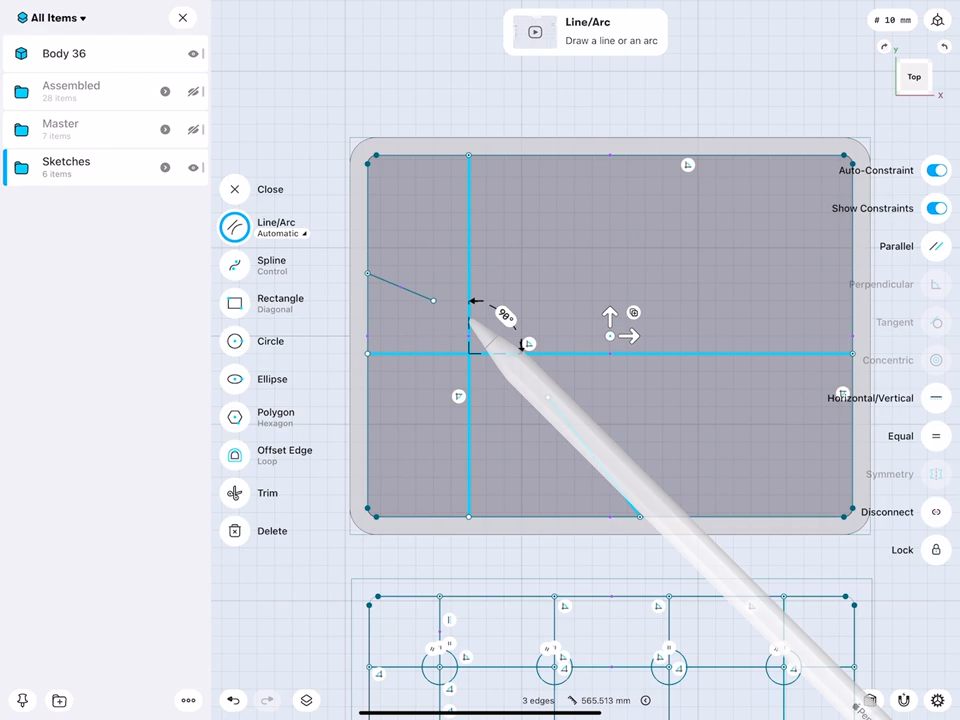 All Items
Body 36
Assembled
28 items
Master
7 items
Sketches
6 items
Line/Arc
Draw a line or an arc
# 10 mm
y
Top
X
Close
Line/Arc
Automatic
Spline
Control
Rectangle
Diagonal
Circle
Ellipse
Polygon
Hexagon
Offset Edge
Loop
Trim
Delete
Auto-Constraint
Show Constraints
Parallel
Perpendicular
Tangent
Concentric
Horizontal/Vertical
Equal
Symmetry
Disconnect
Lock
90°
3 edges
565.513 mm